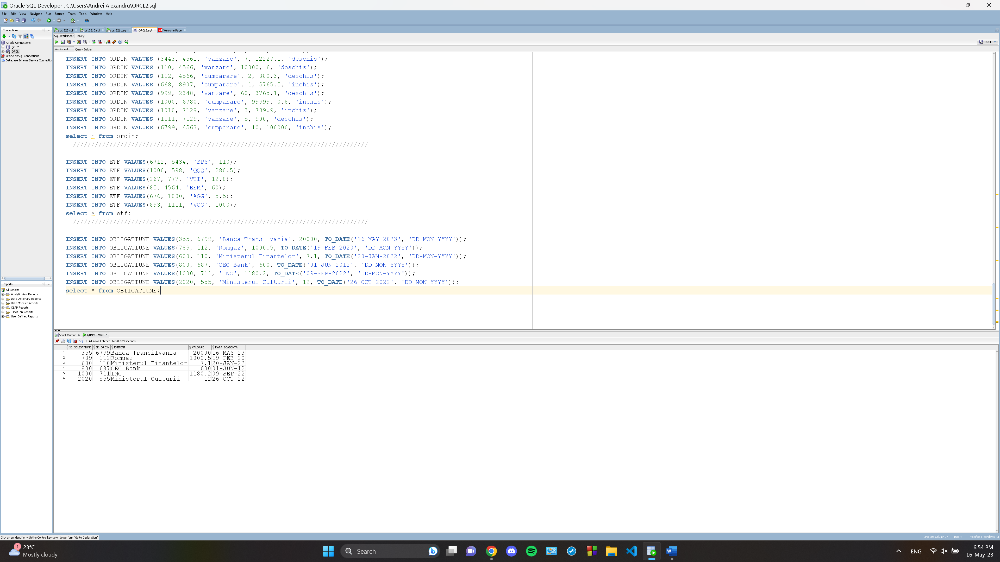 Oracle SQL Developer : C:\Users\Andrei Alexandru\ORCL2.sql
File Edit View Navigate Run Source Team Tools Window Help
Connections
gr1322.sql gr13210.sql gr13211.sql ORCL2.sql Welcome Page
SQL Worksheet History
Oracle Connections
gr132
ORCL
Oracle NoSQL Connections
Database Schema Service Connection
ORCL
Worksheet Query Builder
INSERT INTO ORDIN VALUES (3443, 4561, 'vanzare', 7, 12227.1, 'deschis');
INSERT INTO ORDIN VALUES (110, 4566, 'vanzare', 10000, 6, 'deschis');
INSERT INTO ORDIN VALUES (112, 4566, 'cumparare', 2, 880.3, 'deschis');
INSERT INTO ORDIN VALUES (668, 8907, 'cumparare', 1, 5765.5, 'inchis');
INSERT INTO ORDIN VALUES (999, 2348, 'vanzare', 60, 3765.1, 'deschis');
INSERT INTO ORDIN VALUES (1000, 6780, 'cumparare', 99999, 0.8, 'inchis');
INSERT INTO ORDIN VALUES (1010, 7129, 'vanzare', 3, 789.9, 'inchis');
INSERT INTO ORDIN VALUES (1111, 7129, 'vanzare', 5, 900, 'deschis');
INSERT INTO ORDIN VALUES (6799, 4563, 'cumparare', 10, 100000, 'inchis');
select * from ordin;
--/////////////////////////////////////////////////////////////////////////////////
INSERT INTO ETF VALUES(6712, 5434, 'SPY', 110);
INSERT INTO ETF VALUES(1000, 598, 'QQQ', 280.5);
INSERT INTO ETF VALUES(267, 777, 'VTI', 12.8);
INSERT INTO ETF VALUES(85, 4564, 'EEM', 60);
INSERT INTO ETF VALUES(676, 1000, 'AGG', 5.5);
INSERT INTO ETF VALUES(893, 1111, 'VOO', 1000);
select * from etf;
--/////////////////////////////////////////////////////////////////////////////////
INSERT INTO OBLIGATIUNE VALUES(355, 6799, 'Banca Transilvania', 20000, TO_DATE('16-MAY-2023', 'DD-MON-YYYY'));
INSERT INTO OBLIGATIUNE VALUES(789, 112, 'Romgaz', 1000.5, TO_DATE('19-FEB-2020', 'DD-MON-YYYY'));
INSERT INTO OBLIGATIUNE VALUES(600, 110, 'Ministerul Finantelor', 7.1, TO_DATE('20-JAN-2022', 'DD-MON-YYYY'));
INSERT INTO OBLIGATIUNE VALUES(800, 687, 'CEC Bank', 600, TO_DATE('01-JUN-2012', 'DD-MON-YYYY'));
INSERT INTO OBLIGATIUNE VALUES(1000, 711, 'ING', 1180.2, TO_DATE('09-SEP-2022', 'DD-MON-YYYY'));
INSERT INTO OBLIGATIUNE VALUES(2020, 555, 'Ministerul Culturii', 12, TO_DATE('26-OCT-2022', 'DD-MON-YYYY'));
select * from OBLIGATIUNE;
Reports
All Reports
Analytic View Reports
Data Dictionary Reports
Data Modeler Reports
OLAP Reports
TimesTen Reports
User Defined Reports
Script Output Query Result
SQL All Rows Fetched: 6 in 0.009 seconds
ID_OBLIGATIUNE ID_ORDIN EMITENT VALOARE DATA_SCADENTA
1 355 6799 Banca Transilvania 20000 16-MAY-23
2 789 112 Romgaz 1000.5 19-FEB-20
3 600 110 Ministerul Finantelor 7.1 20-JAN-22
4 800 687 CEC Bank 600 01-JUN-12
5 1000 711 ING 1180.2 09-SEP-22
6 2020 555 Ministerul Culturii 12 26-OCT-22
Click on an identifier with the Control key down to perform "Go to Declaration"
Line 206 Column 27 Insert Modified Windows: C
1 23°C
Mostly cloudy
Search
ENG
6:54 PM
16-May-23